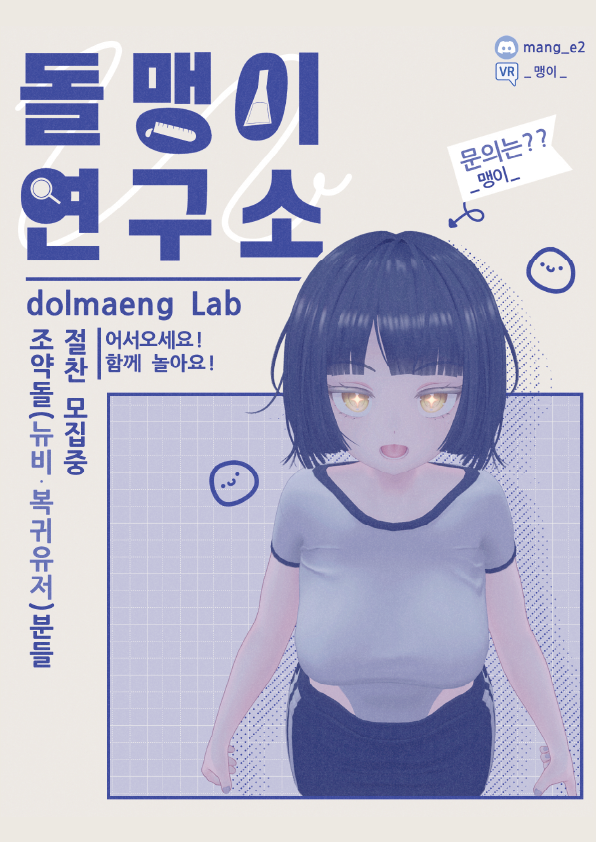 돌맹이
연구소
dolmaeng Lab
mang_e2
VR _ 맹이 _
문의는??
_맹이_
어서오세요!
함께 놀아요!
절찬 모집중
조약돌(뉴비·복귀유저)분들